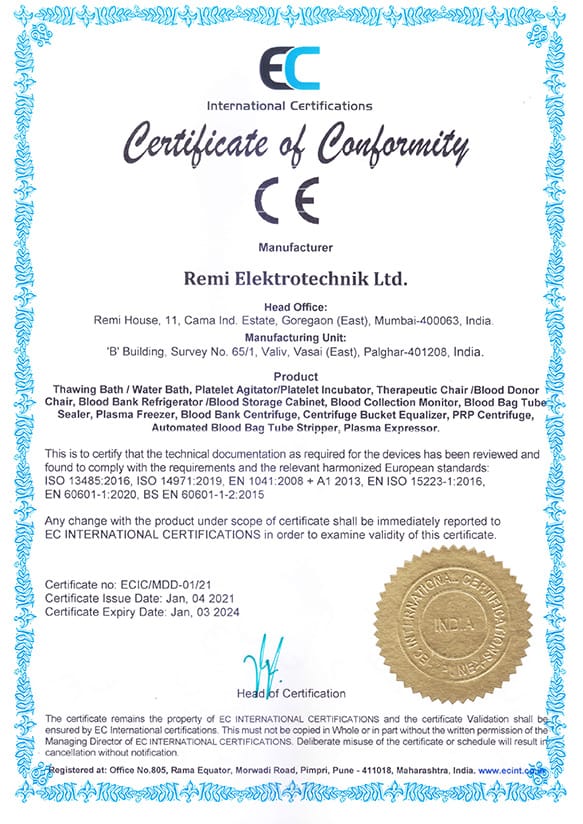 EC
International Certifications
Certificate of Conformity
CE
Manufacturer
Remi Elektrotechnik Ltd.
Head Office:
Remi House, 11, Cama Ind. Estate, Goregaon (East), Mumbai-400063, India.
Manufacturing Unit:
'B' Building, Survey No. 65/1, Valiv, Vasai (East), Palghar-401208, India.
Product
Thawing Bath / Water Bath, Platelet Agitator/Platelet Incubator, Therapeutic Chair /Blood Donor
Chair, Blood Bank Refrigerator /Blood Storage Cabinet, Blood Collection Monitor, Blood Bag Tube
Sealer, Plasma Freezer, Blood Bank Centrifuge, Centrifuge Bucket Equalizer, PRP Centrifuge,
Automated Blood Bag Tube Stripper, Plasma Expressor.
This is to certify that the technical documentation as required for the devices has been reviewed and
found to comply with the requirements and the relevant harmonized European standards:
ISO 13485:2016, ISO 14971:2019, EN 1041:2008 + A1 2013, EN ISO 15223-1:2016,
EN 60601-1:2020, BS EN 60601-1-2:2015
Any change with the product under scope of certificate shall be immediately reported to
EC INTERNATIONAL CERTIFICATIONS in order to examine validity of this certificate.
Certificate no: ECIC/MDD-01/21
Certificate Issue Date: Jan, 04 2021
Certificate Expiry Date: Jan, 03 2024
EC INTERNATIONAL CERTIFICATIONS
INDIA
PUNE
Head of Certification
The certificate remains the property of EC INTERNATIONAL CERTIFICATIONS and the certificate Validation shall be
ensured by EC International certifications. This must not be copied in Whole or in part without the written permission of the
Managing Director of EC INTERNATIONAL CERTIFICATIONS. Deliberate misuse of the certificate or schedule will result in
cancellation without notification.
Registered at: Office No.805, Rama Equator, Morwadi Road, Pimpri, Pune - 411018, Maharashtra, India. www.ecint.co.in